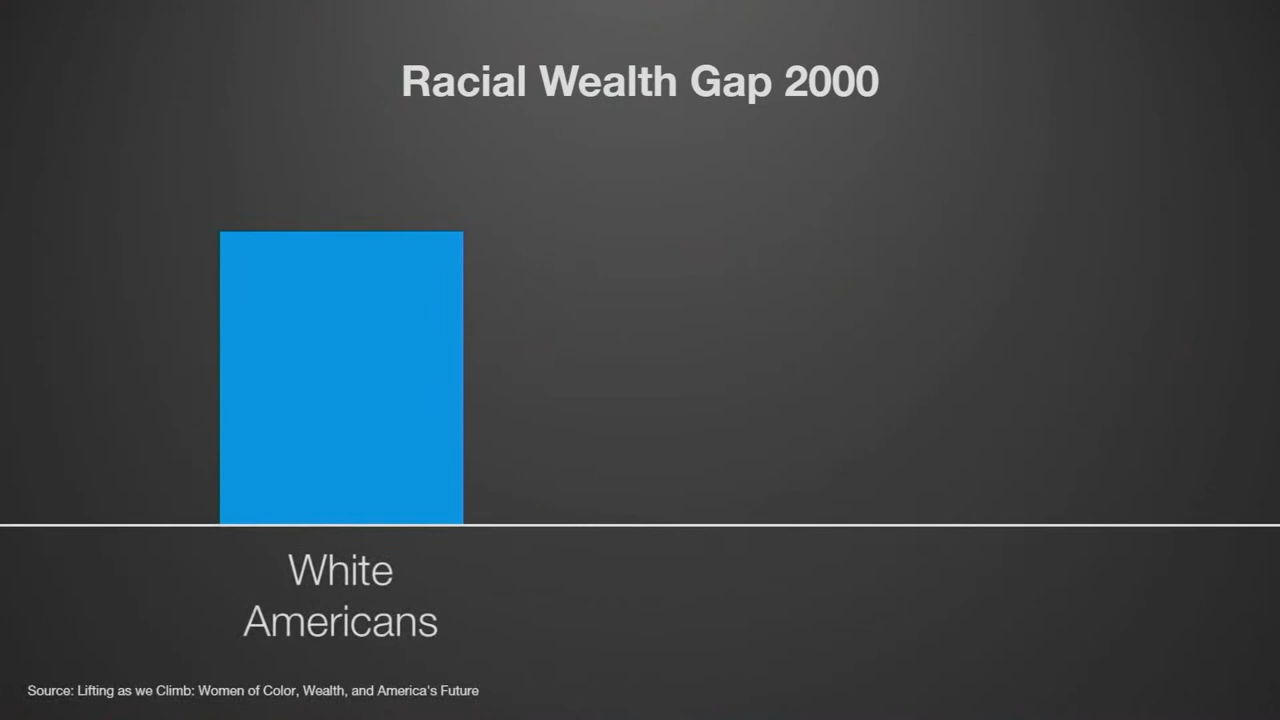 Racial Wealth Gap 2000
White
Americans
Source: Lifting as we Climb: Women of Color, Wealth, and America's Future